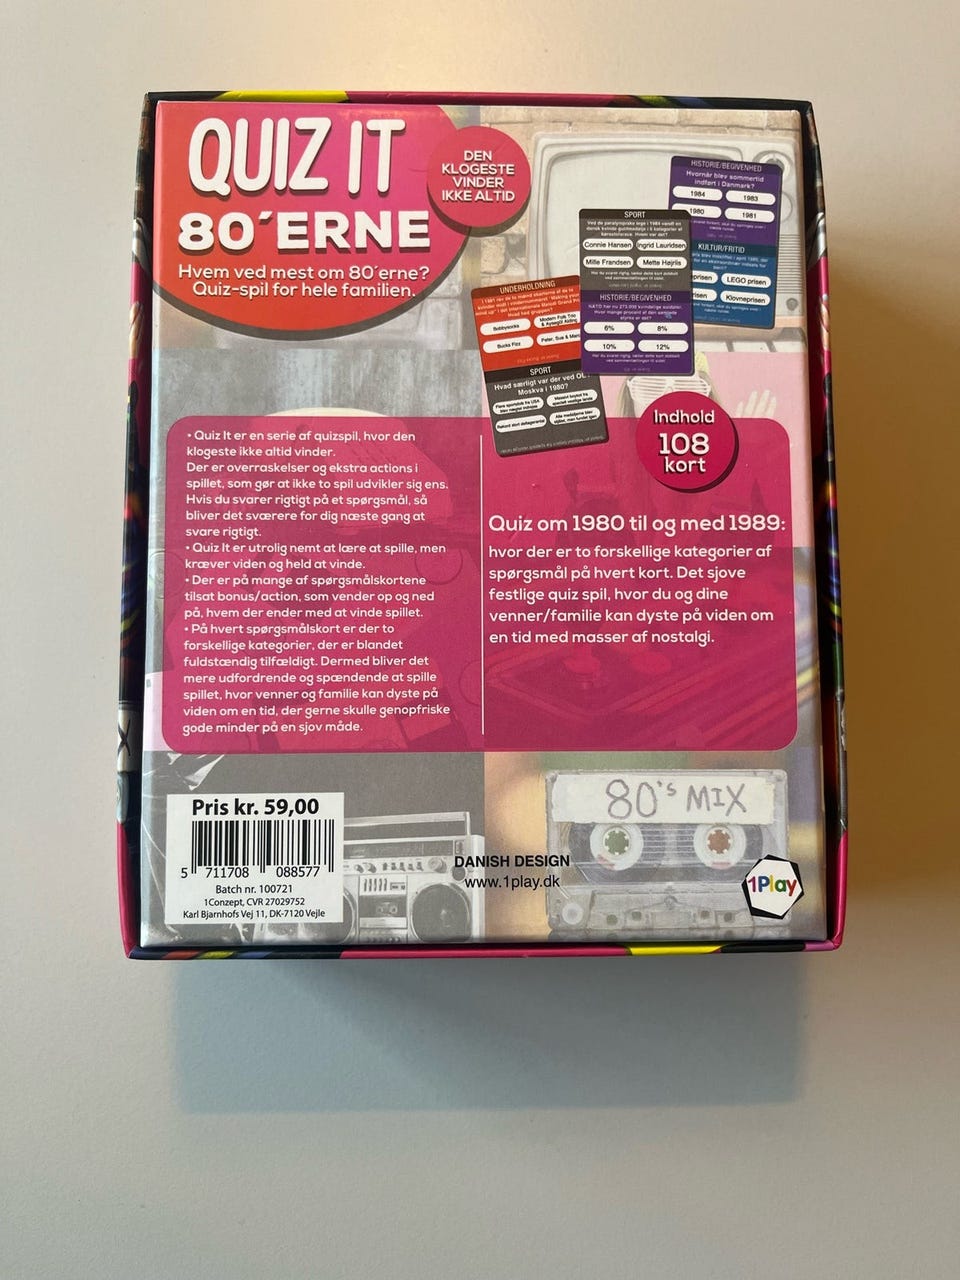 QUIZ IT
80´ERNE
Hvem ved mest om 80´erne?
Quiz-spil for hele familien.
DEN
KLOGESTE
VINDER
IKKE ALTID
HISTORIE/BEGIVENHED
Hvornår blev sommertid
indført i Danmark?
1984 1983
1980 1981
KULTUR/FRITID
LEGO prisen
Klovneprisen
SPORT
Connie Hansen Ingrid Lauridsen
Mille Frandsen Mette Højrlis
HISTORIE/BEGIVENHED
6% 8%
10% 12%
UNDERHOLDNING
Bobbysocks
Bucks Fizz
SPORT
Hvad særligt var der ved
Moskva i 1980?
Indhold
108
kort
• Quiz It er en serie af quizspil, hvor den
klogeste ikke altid vinder.
Der er overraskelser og ekstra actions i
spillet, som gør at ikke to spil udvikler sig ens.
Hvis du svarer rigtigt på et spørgsmål, så
bliver det sværere for dig næste gang at
svare rigtigt.
• Quiz It er utrolig nemt at lære at spille, men
kræver viden og held at vinde.
• Der er på mange af spørgsmålskortene
tilsat bonus/action, som vender op og ned
på, hvem der ender med at vinde spillet.
• På hvert spørgsmålskort er der to
forskellige kategorier, der er blandet
fuldstændig tilfældigt. Dermed bliver det
mere udfordrende og spændende at spille
spillet, hvor venner og familie kan dyste på
viden om en tid, der gerne skulle genopfriske
gode minder på en sjov måde.
Quiz om 1980 til og med 1989:
hvor der er to forskellige kategorier af
spørgsmål på hvert kort. Det sjove
festlige quiz spil, hvor du og dine
venner/familie kan dyste på viden om
en tid med masser af nostalgi.
Pris kr. 59,00
5 711708 088577
Batch nr. 100721
1Conzept, CVR 27029752
Karl Bjarnhofs Vej 11, DK-7120 Vejle
80's MIX
DANISH DESIGN
www.1play.dk
1Play